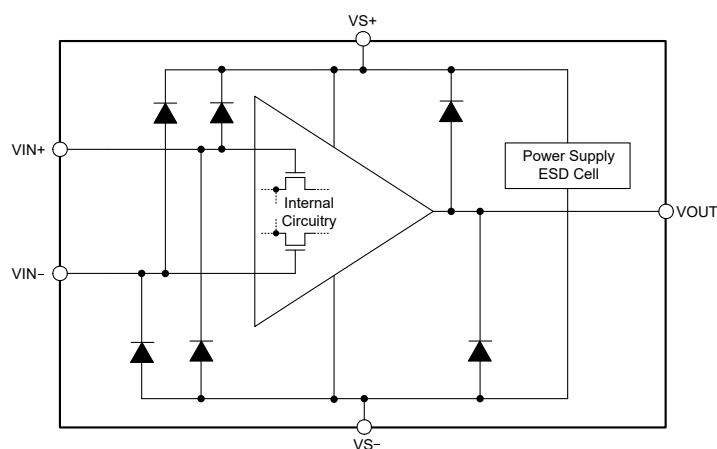 VS+
VIN+
Power Supply
ESD Cell
Internal
Circuitry
VOUT
VIN−
VS−